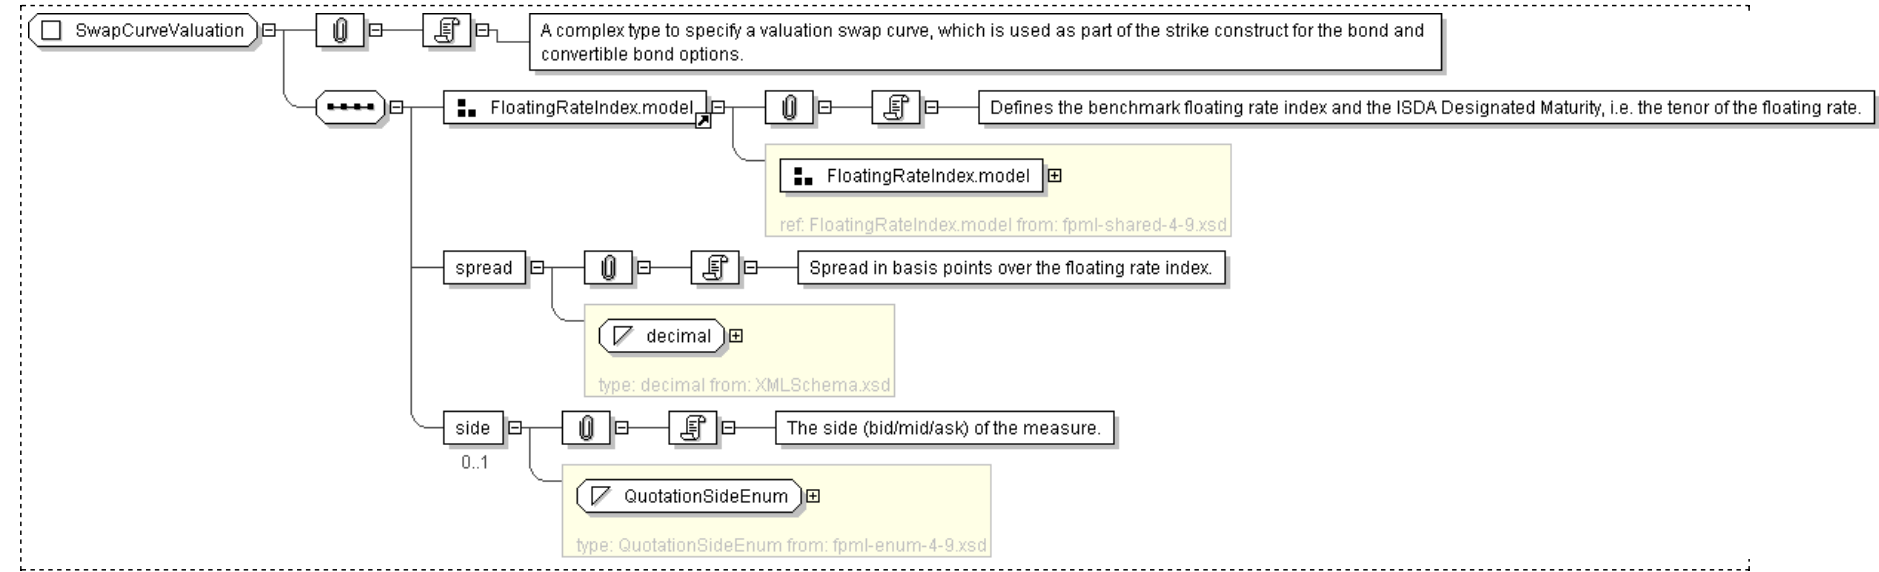 SwapCurveValuation
A complex type to specify a valuation swap curve, which is used as part of the strike construct for the bond and
convertible bond options.
FloatingRateIndex.model
Defines the benchmark floating rate index and the ISDA Designated Maturity, i.e. the tenor of the floating rate.
FloatingRateIndex.model
ref: FloatingRateIndex.model from: fpml-shared-4-9.xsd
spread
Spread in basis points over the floating rate index.
decimal
type: decimal from: XMLSchema.xsd
side
The side (bid/mid/ask) of the measure.
0..1
QuotationSideEnum
type: QuotationSideEnum from: fpml-enum-4-9.xsd